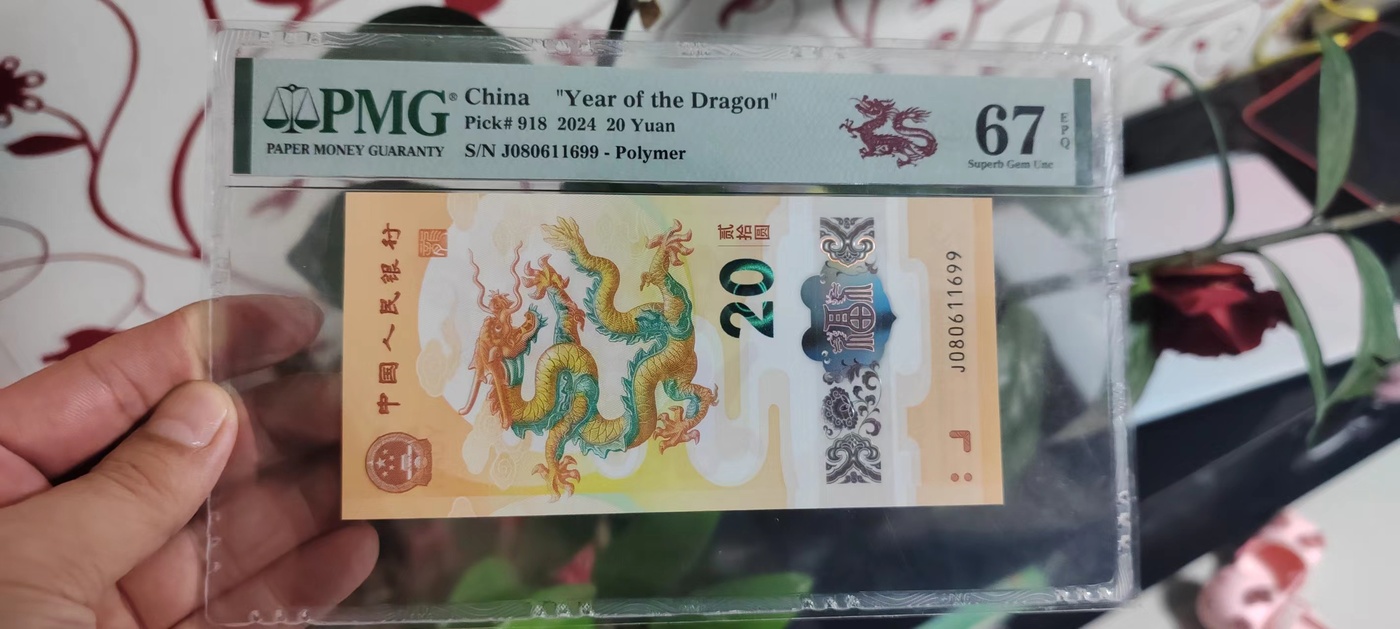 PMG®
PAPER MONEY GUARANTY
China "Year of the Dragon"
Pick# 918 2024 20 Yuan
S/N J080611699 - Polymer
67
EPQ
Superb Gem Unc
中国人民银行
贰拾圆
20
J080611699